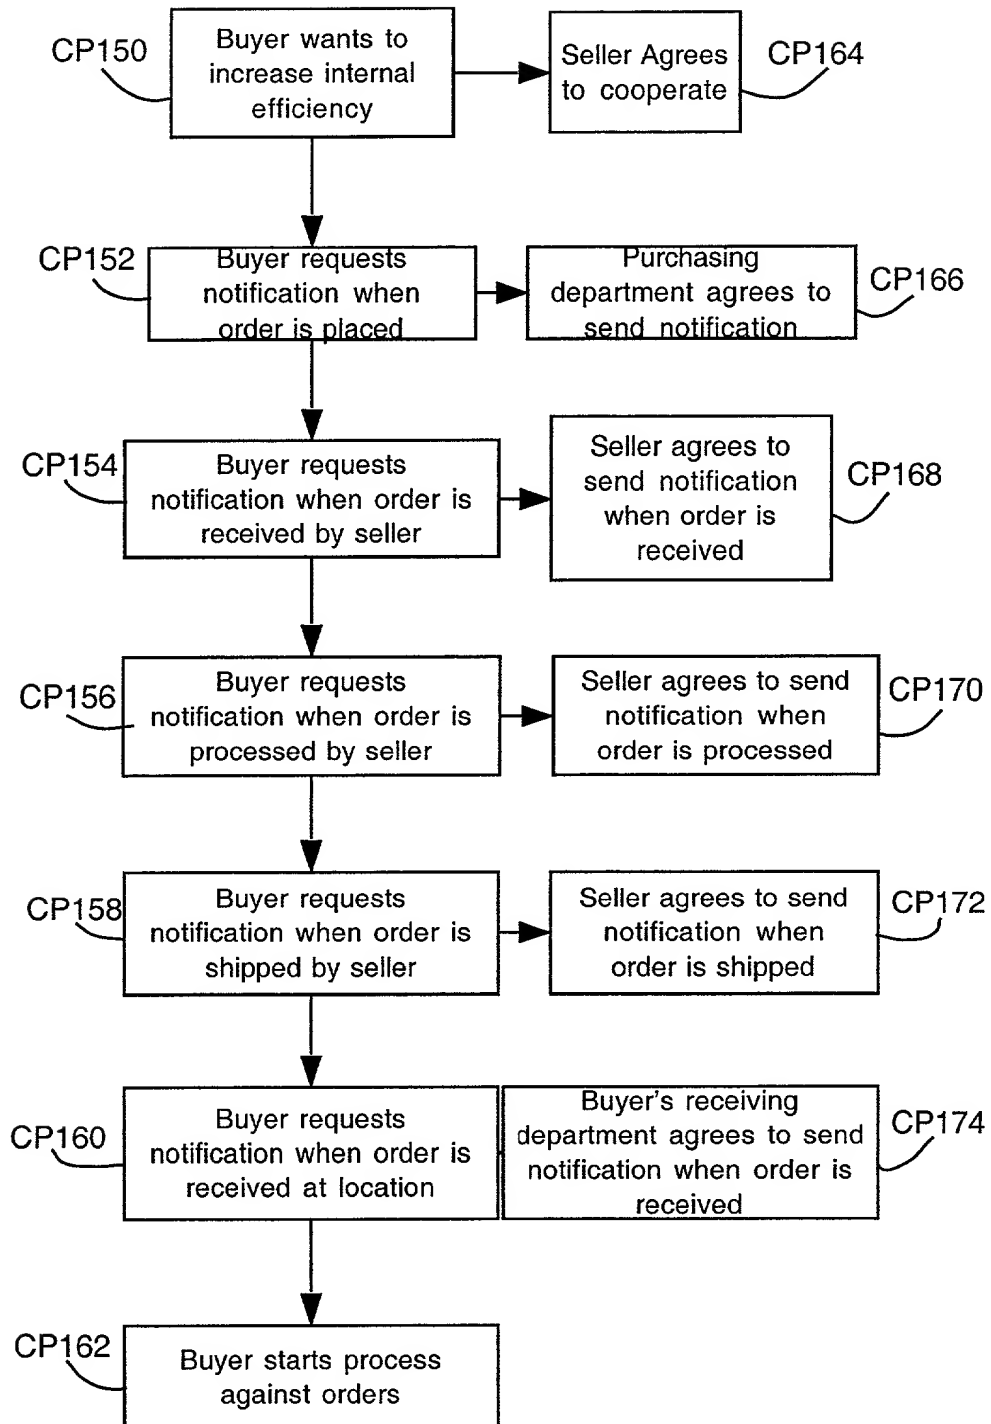 CP150
Buyer wants to
increase internal
efficiency
Seller Agrees
to cooperate
CP164
CP152
Buyer requests
notification when
order is placed
Purchasing
department agrees to
send notification
CP166
CP154
Buyer requests
notification when order is
received by seller
Seller agrees to
send notification
when order is
received
CP168
CP156
Buyer requests
notification when order is
processed by seller
Seller agrees to send
notification when
order is processed
CP170
CP158
Buyer requests
notification when order is
shipped by seller
Seller agrees to send
notification when
order is shipped
CP172
CP160
Buyer requests
notification when order is
received at location
Buyer's receiving
department agrees to send
notification when order is
received
CP174
CP162
Buyer starts process
against orders